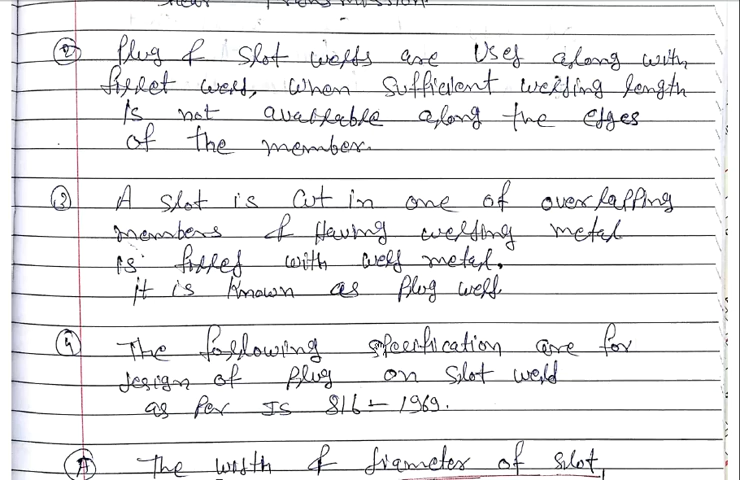 shear Transmission.
② Plug & slot welds are used along with
fillet weld, when sufficient welding length
is not available along the edges
of the member.
③ A slot is cut in one of overlapping
members & Having welding metal
is filled with weld metal.
it is known as Plug weld.
④ The following specification are for
design of Plug on slot weld
as per IS 816 - 1969.
Ⓐ The width & diameter of slot